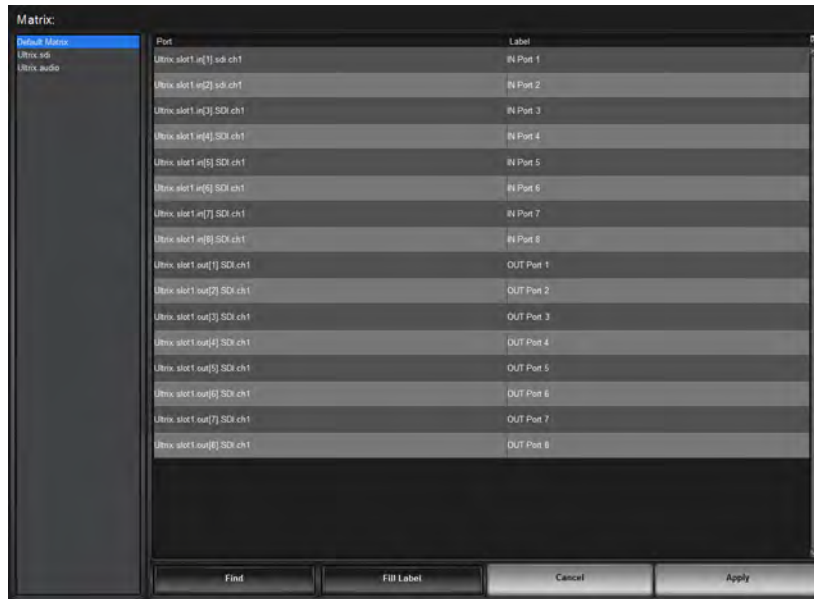 Matrix:
Default Matrix
Ultrix.sdi
Ultrix.audio
Port Label
Ultrix.slot1.in[1].sdi.ch1 IN Port 1
Ultrix.slot1.in[2].sdi.ch1 IN Port 2
Ultrix.slot1.in[3].SDI.ch1 IN Port 3
Ultrix.slot1.in[4].SDI.ch1 IN Port 4
Ultrix.slot1.in[5].SDI.ch1 IN Port 5
Ultrix.slot1.in[6].SDI.ch1 IN Port 6
Ultrix.slot1.in[7].SDI.ch1 IN Port 7
Ultrix.slot1.in[8].SDI.ch1 IN Port 8
Ultrix.slot1.out[1].SDI.ch1 OUT Port 1
Ultrix.slot1.out[2].SDI.ch1 OUT Port 2
Ultrix.slot1.out[3].SDI.ch1 OUT Port 3
Ultrix.slot1.out[4].SDI.ch1 OUT Port 4
Ultrix.slot1.out[5].SDI.ch1 OUT Port 5
Ultrix.slot1.out[6].SDI.ch1 OUT Port 6
Ultrix.slot1.out[7].SDI.ch1 OUT Port 7
Ultrix.slot1.out[8].SDI.ch1 OUT Port 8
Find Fill Label Cancel Apply